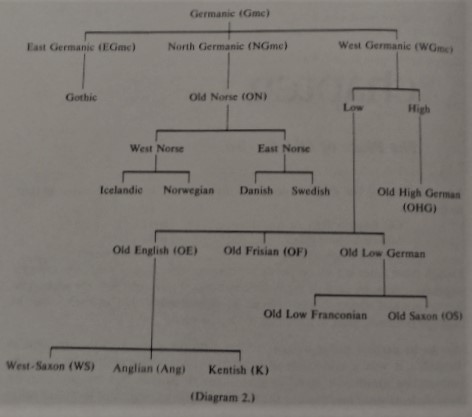 Germanic (Gmc)
East Germanic (EGmc) North Germanic (NGmc) West Germanic (WGmc)
Gothic Old Norse (ON) Low High
West Norse East Norse
Icelandic Norwegian Danish Swedish Old High German
(OHG)
Old English (OE) Old Frisian (OF) Old Low German
Old Low Franconian Old Saxon (OS)
West-Saxon (WS) Anglian (Ang) Kentish (K)
(Diagram 2.)